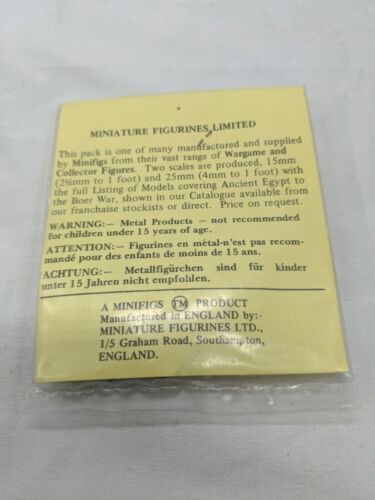 MINIATURE FIGURINES LIMITED
This pack is one of many manufactured and supplied
by Minifigs from their vast range of Wargame and
Collector Figures. Two scales are produced, 15mm
(2½mm to 1 foot) and 25mm (4mm to 1 foot) with
the full Listing of Models covering Ancient Egypt to
the Boer War, shown in our Catalogue available from
our franchaise stockists or direct. Price on request.
WARNING:— Metal Products — not recommended
for children under 15 years of age.
ATTENTION:— Figurines en métal-n'est pas recom-
mandé pour des enfants de moins de 15 ans.
ACHTUNG:— Metallfigürchen sind für kinder
unter 15 Jahren nicht empfohlen.
A MINIFIGS TM PRODUCT
Manufactured in ENGLAND by:-
MINIATURE FIGURINES LTD.,
1/5 Graham Road, Southampton,
ENGLAND.